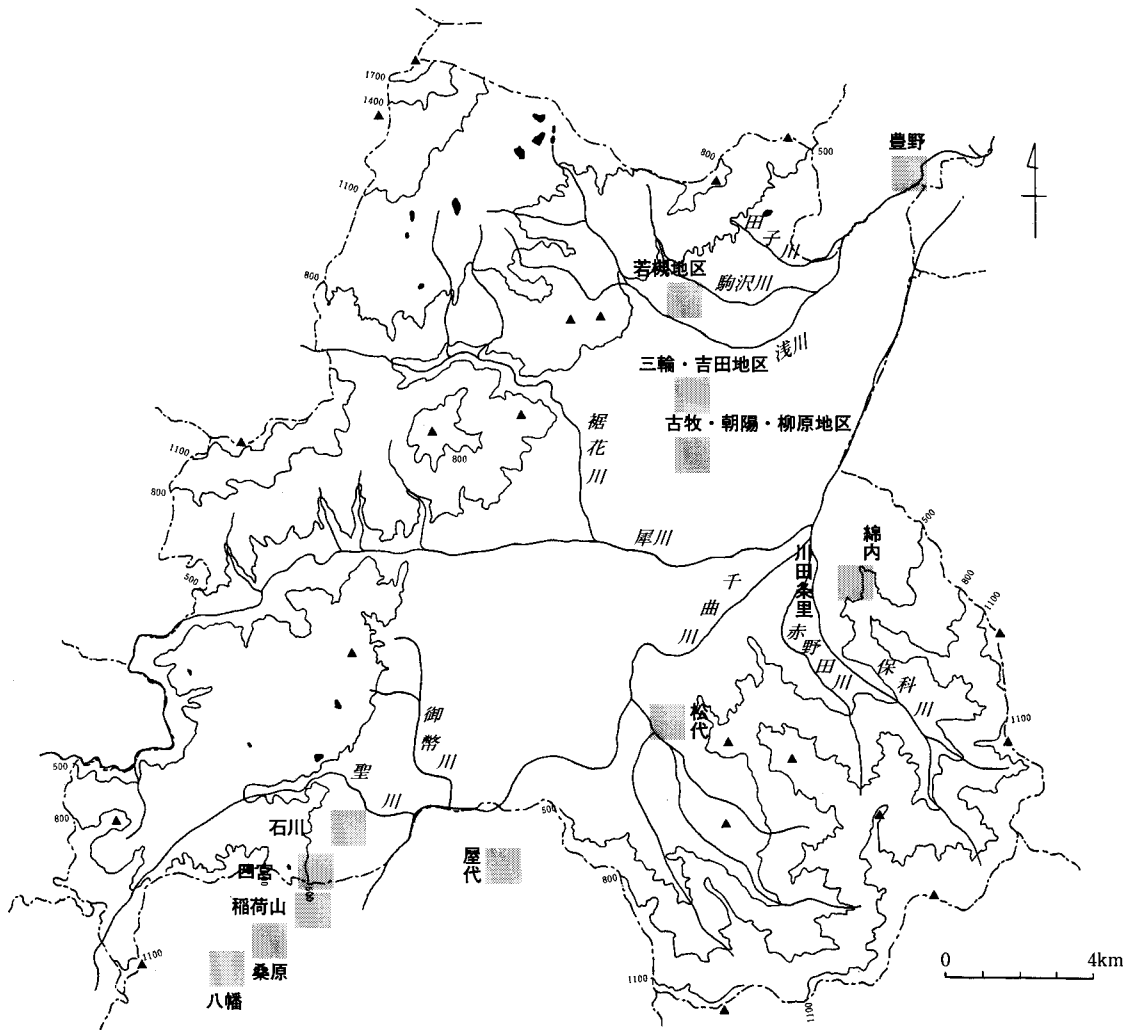 1700
1400
1100
800
800
500
豊野
田子川
若槻地区
駒沢川
浅川
三輪・吉田地区
古牧・朝陽・柳原地区
裾花川
800
1100
800
500
犀川
千曲川
川田条里
綿内
500
800
1100
赤野田川
保科川
松代
1100
御幣川
聖川
500
800
石川
屋代
500
800
稲荷山
桑原
八幡
1100
1100
1100
0 4km